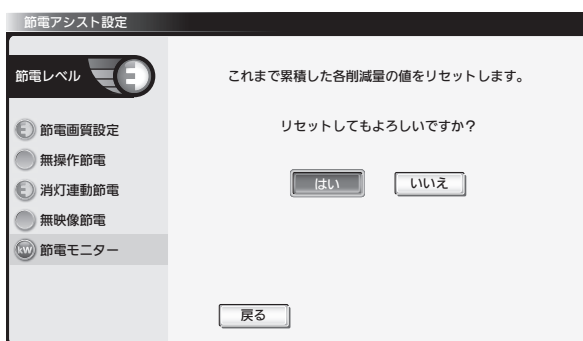 節電アシスト設定
節電レベル E
これまで累積した各削減量の値をリセットします。
リセットしてもよろしいですか?
はい
いいえ
E 節電画質設定
無操作節電
E 消灯連動節電
無映像節電
kW 節電モニター
戻る